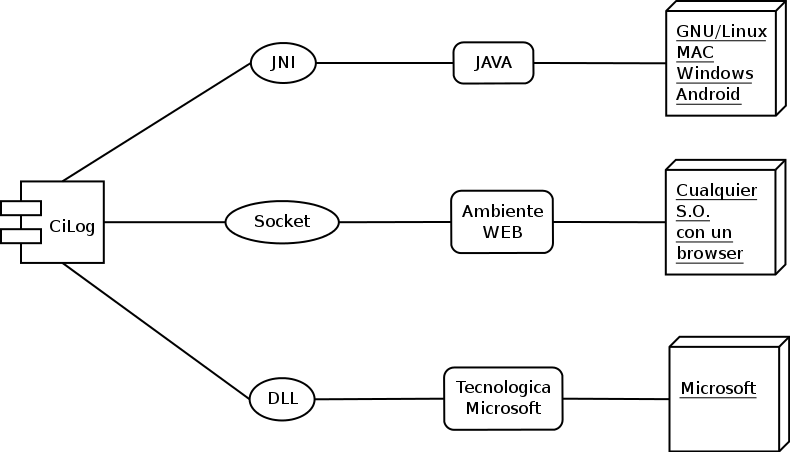 JNI
JAVA
GNU/Linux
MAC
Windows
Android
CiLog
Socket
Ambiente
WEB
Cualquier
S.O.
con un
browser
DLL
Tecnologica
Microsoft
Microsoft